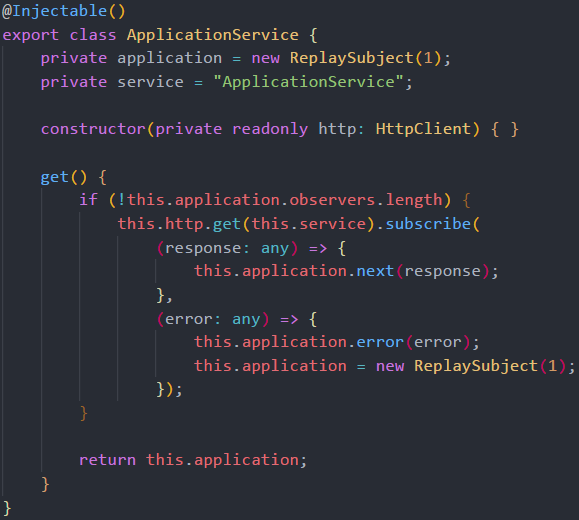 @Injectable()
export class ApplicationService {
    private application = new ReplaySubject(1);
    private service = "ApplicationService";

    constructor(private readonly http: HttpClient) { }

    get() {
        if (!this.application.observers.length) {
            this.http.get(this.service).subscribe(
                (response: any) => {
                    this.application.next(response);
                },
                (error: any) => {
                    this.application.error(error);
                    this.application = new ReplaySubject(1);
                });
        }

        return this.application;
    }
}